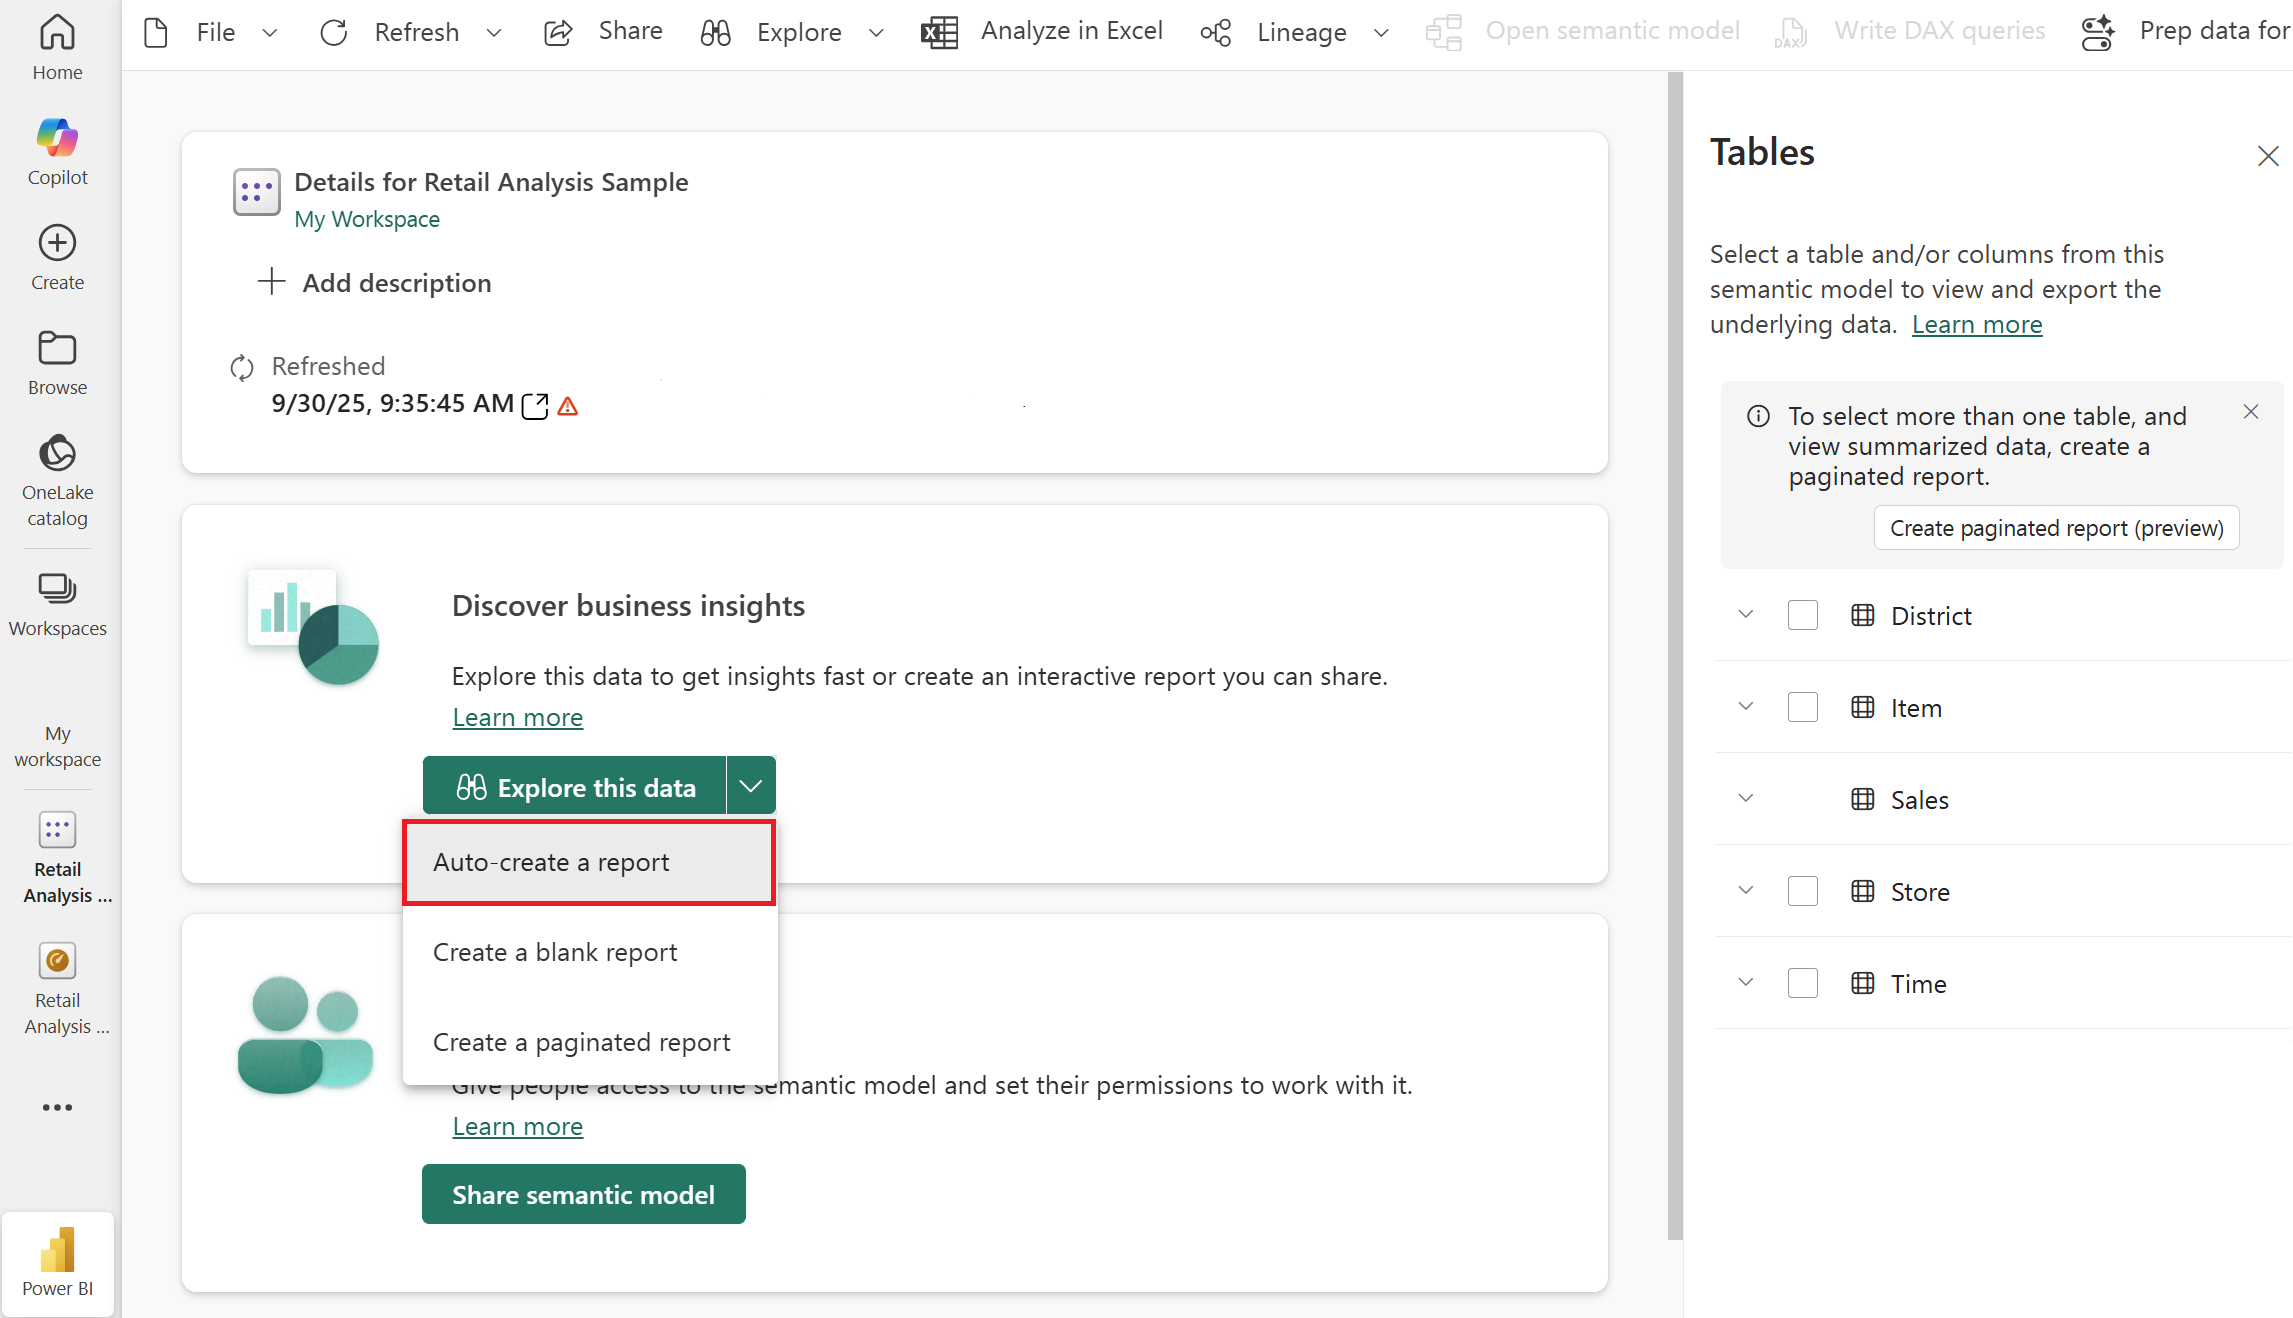 File
Refresh
Share
Explore
Analyze in Excel
Lineage
Open semantic model
DAX
Write DAX queries
Prep data for
Home
Copilot
Create
Browse
OneLake
catalog
Workspaces
My
workspace
Retail
Analysis ...
Retail
Analysis ...
Power BI
Details for Retail Analysis Sample
My Workspace
Add description
Refreshed
9/30/25, 9:35:45 AM
Discover business insights
Explore this data to get insights fast or create an interactive report you can share.
Learn more
Explore this data
Auto-create a report
Create a blank report
Create a paginated report
Give people access to the semantic model and set their permissions to work with it.
Learn more
Share semantic model
Tables
Select a table and/or columns from this
semantic model to view and export the
underlying data. Learn more
To select more than one table, and
view summarized data, create a
paginated report.
Create paginated report (preview)
District
Item
Sales
Store
Time